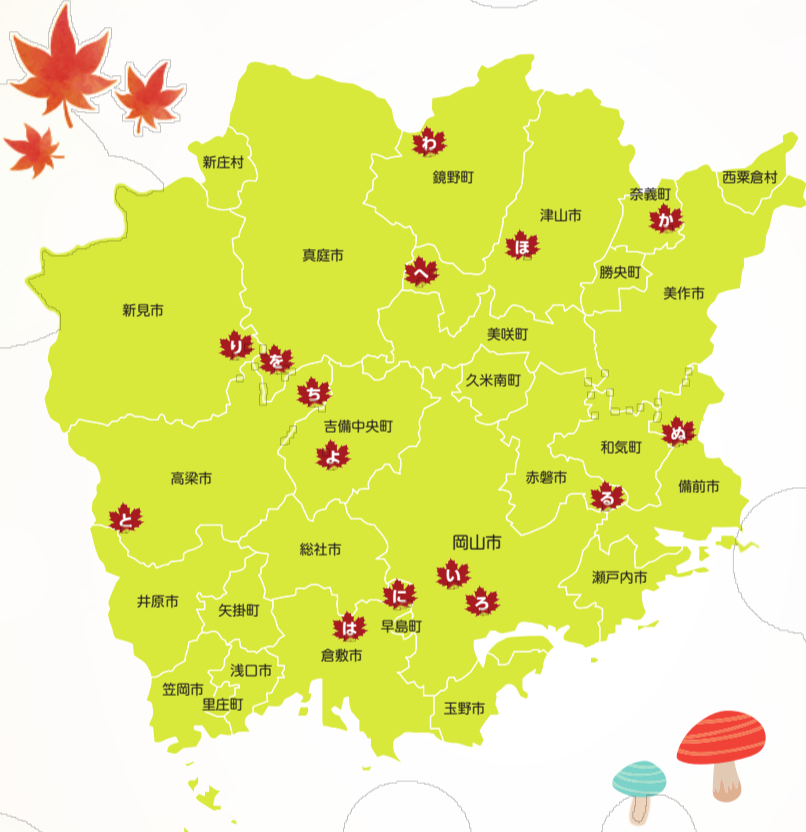 わ
新庄村
鏡野町
西粟倉村
奈義町
か
津山市
ほ
真庭市
へ
勝央町
美作市
新見市
美咲町
り
を
久米南町
ち
吉備中央町
ぬ
和気町
よ
高梁市
赤磐市
備前市
る
と
岡山市
総社市
い
瀬戸内市
に
ろ
井原市
矢掛町
は
早島町
倉敷市
浅口市
笠岡市
里庄町
玉野市